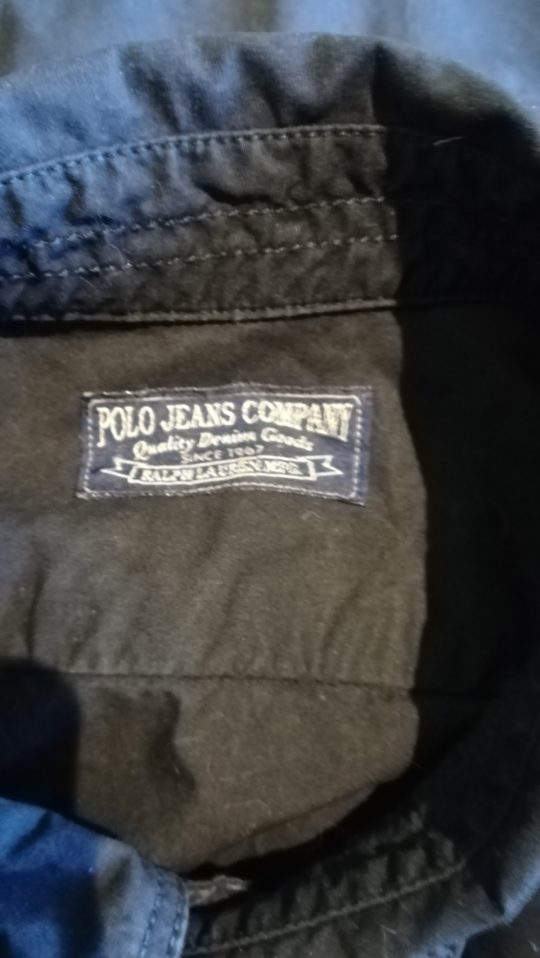 POLO JEANS COMPANY
Quality Denim Goods
SINCE 1967
RALPH LAUREN MFG.